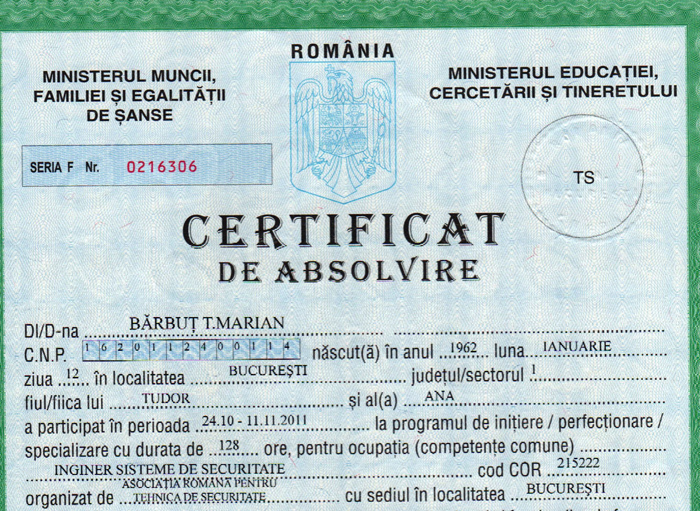 ROMÂNIA
MINISTERUL MUNCII,
FAMILIEI ȘI EGALITĂȚII
DE ȘANSE
MINISTERUL EDUCAȚIEI,
CERCETĂRII ȘI TINERETULUI
SERIA F Nr. 0216306
TS
CERTIFICAT
DE ABSOLVIRE
Dl/D-na BĂRBUȚ T.MARIAN
C.N.P. 1620112400114 născut(ă) în anul 1962 luna IANUARIE
ziua 12 în localitatea BUCUREȘTI județul/sectorul 1
fiul/fiica lui TUDOR și al(a) ANA
a participat în perioada 24.10 - 11.11.2011 la programul de inițiere / perfecționare /
specializare cu durata de 128 ore, pentru ocupația (competențe comune)
INGINER SISTEME DE SECURITATE cod COR 215222
ASOCIAȚIA ROMANA PENTRU
organizat de TEHNICA DE SECURITATE cu sediul în localitatea BUCUREȘTI